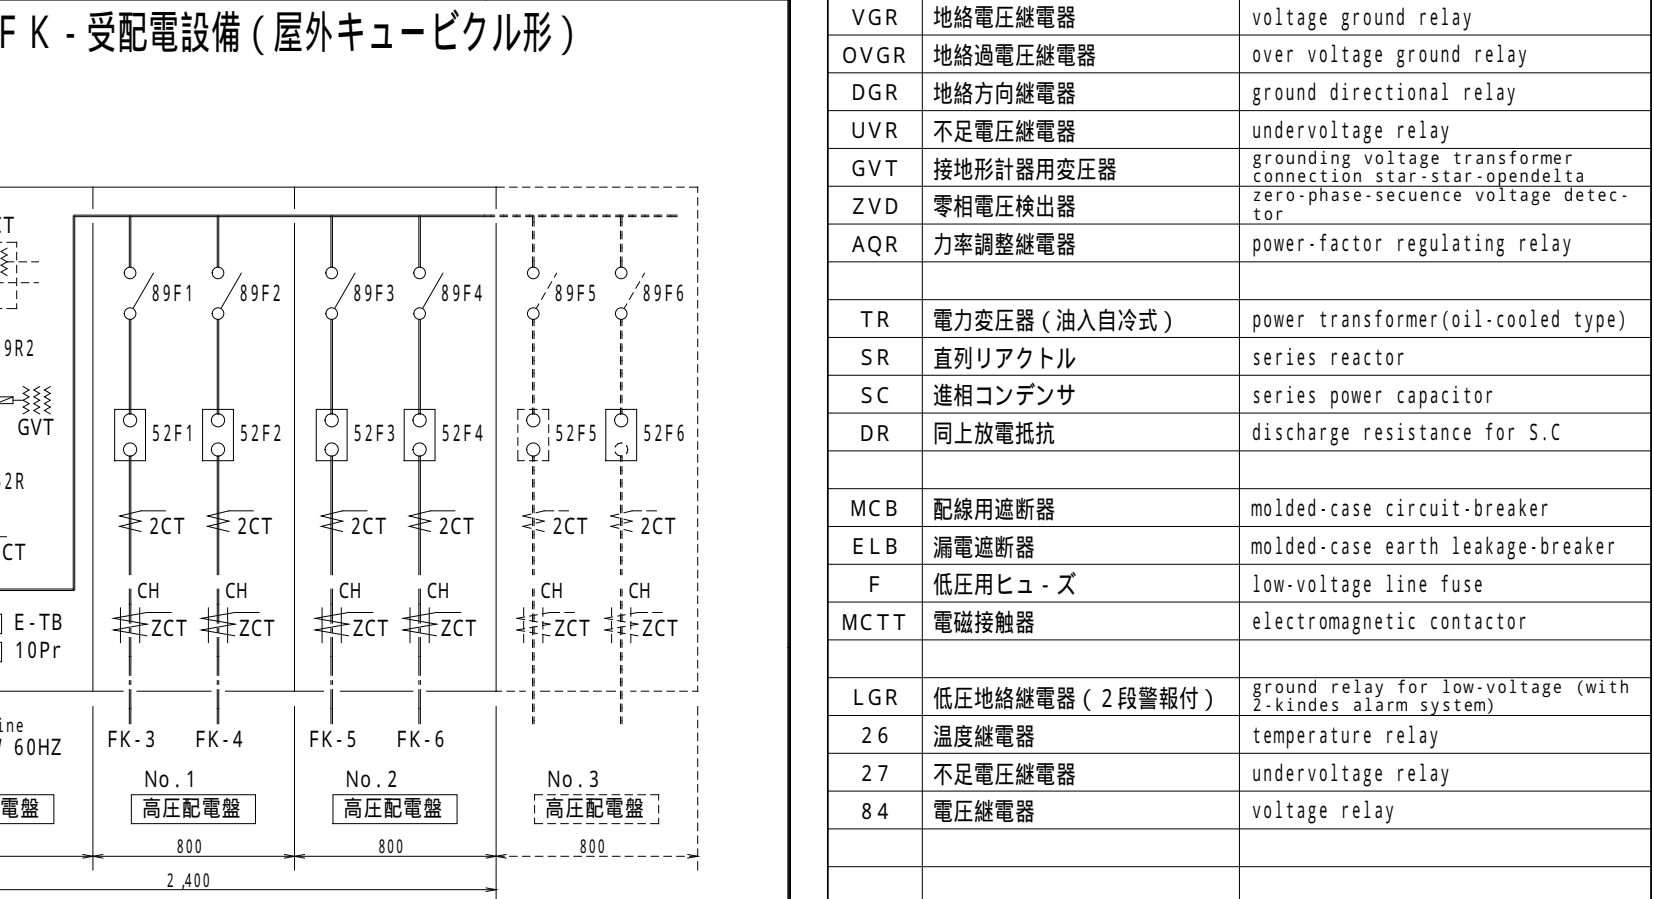 ＦＫ-受配電設備(屋外キュービクル形)
CT
9R2
GVT
52R
CT
E-TB
10Pr
60HZ
電盤
89F1 89F2 89F3 89F4 89F5 89F6
52F1 52F2 52F3 52F4 52F5 52F6
2CT 2CT 2CT 2CT 2CT 2CT
CH CH CH CH CH CH
ZCT ZCT ZCT ZCT ZCT ZCT
FK-3 FK-4 FK-5 FK-6
No.1 No.2 No.3
高圧配電盤 高圧配電盤 高圧配電盤
800 800 800
2,400
VGR 地絡電圧継電器 voltage ground relay
OVGR 地絡過電圧継電器 over voltage ground relay
DGR 地絡方向継電器 ground directional relay
UVR 不足電圧継電器 undervoltage relay
GVT 接地形計器用変圧器 grounding voltage transformer
connection star-star-opendelta
ZVD 零相電圧検出器 zero-phase-secuence voltage detec-
tor
AQR 力率調整継電器 power-factor regulating relay
TR 電力変圧器(油入自冷式) power transformer(oil-cooled type)
SR 直列リアクトル series reactor
SC 進相コンデンサ series power capacitor
DR 同上放電抵抗 discharge resistance for S.C
MCB 配線用遮断器 molded-case circuit-breaker
ELB 漏電遮断器 molded-case earth leakage-breaker
F 低圧用ヒュ-ズ low-voltage line fuse
MCTT 電磁接触器 electromagnetic contactor
LGR 低圧地絡継電器(２段警報付) ground relay for low-voltage (with
2-kindes alarm system)
26 温度継電器 temperature relay
27 不足電圧継電器 undervoltage relay
84 電圧継電器 voltage relay